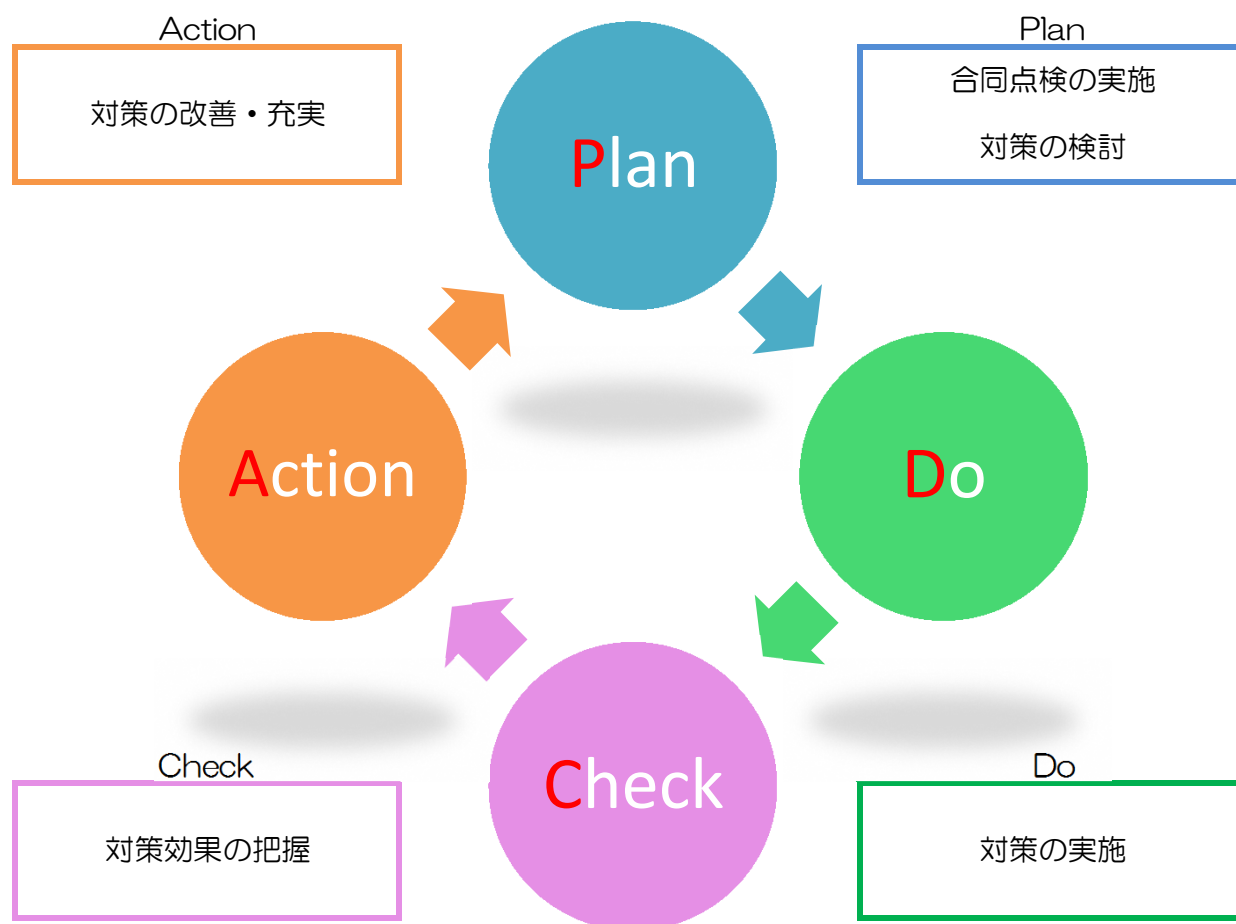 Action
対策の改善・充実
Plan
合同点検の実施
対策の検討
Plan
Action
Do
Check
Check
対策効果の把握
Do
対策の実施